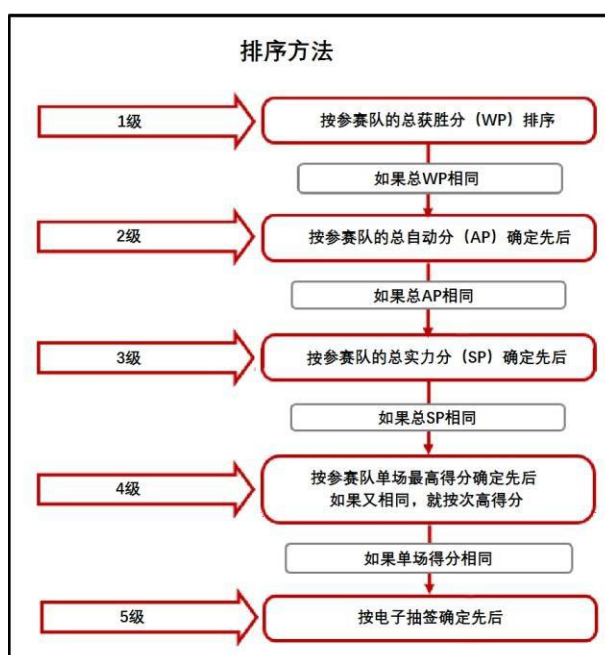 排序方法
1级
按参赛队的总获胜分（WP）排序
如果总WP相同
2级
按参赛队的总自动分（AP）确定先后
如果总AP相同
3级
按参赛队的总实力分（SP）确定先后
如果总SP相同
4级
按参赛队单场最高得分确定先后
如果又相同，就按次高得分
如果单场得分相同
5级
按电子抽签确定先后